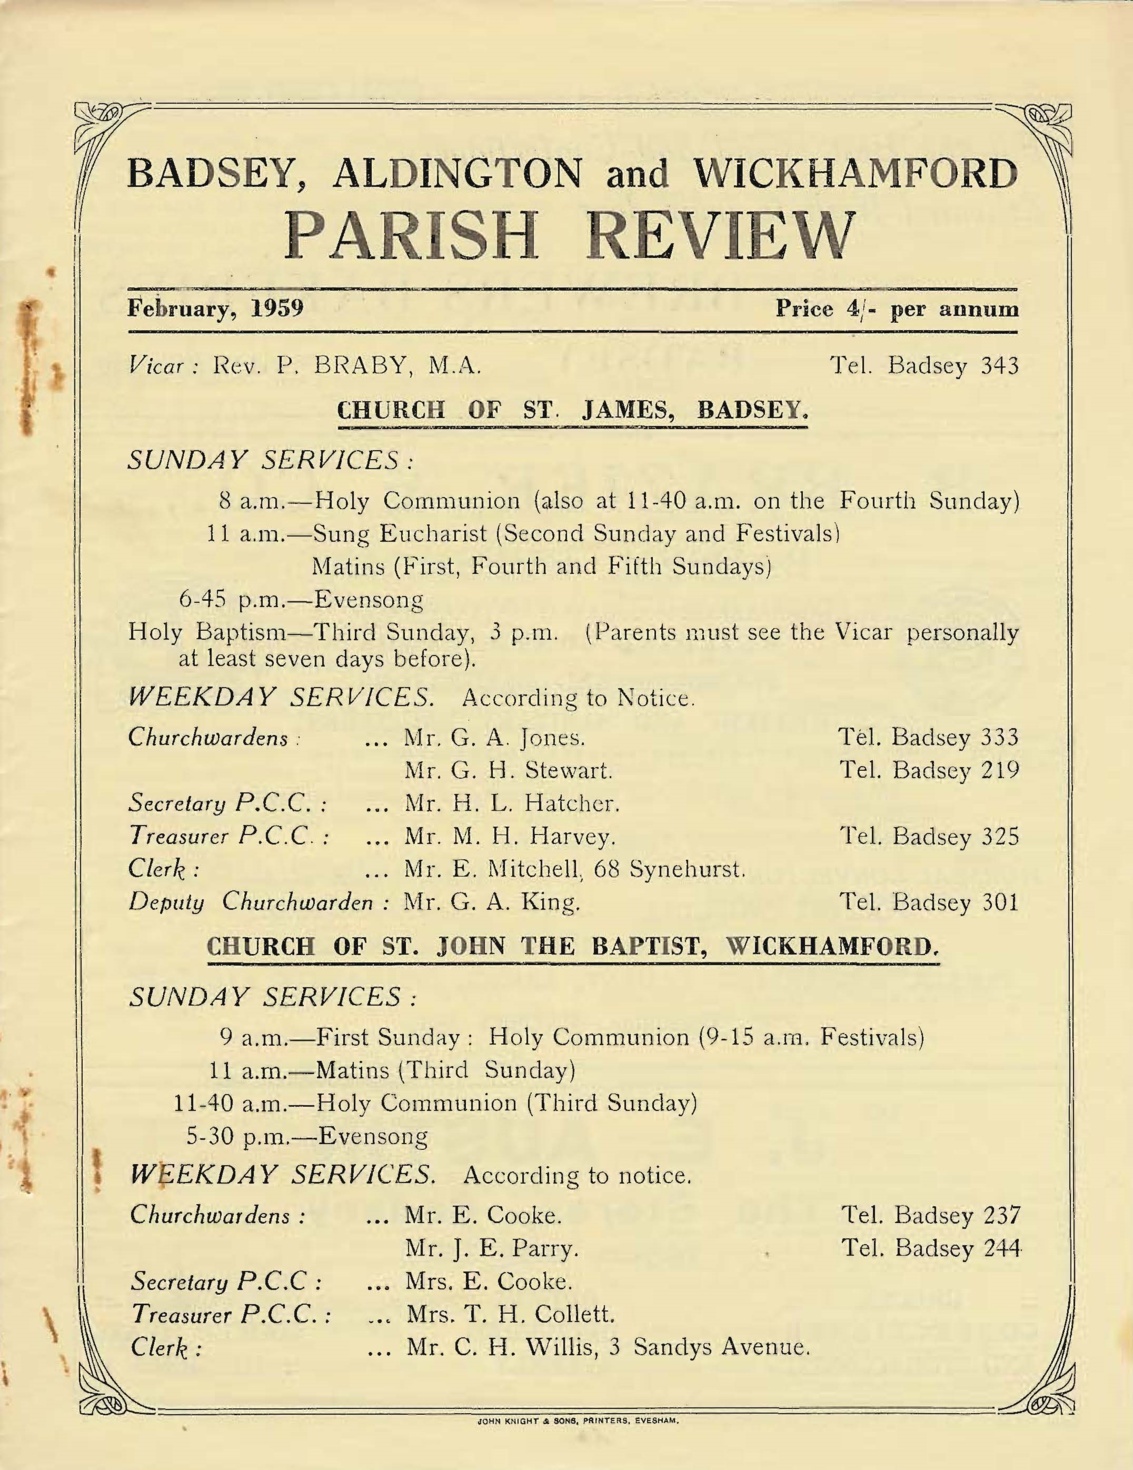 BADSEY, ALDINGTON and WICKHAMFORD
PARISH REVIEW
February, 1959 Price 4/- per annum
Vicar : Rev. P. BRABY, M.A. Tel. Badsey 343
CHURCH OF ST. JAMES, BADSEY.
SUNDAY SERVICES :
8 a.m.—Holy Communion (also at 11-40 a.m. on the Fourth Sunday)
11 a.m.—Sung Eucharist (Second Sunday and Festivals)
Matins (First, Fourth and Fifth Sundays)
6-45 p.m.—Evensong
Holy Baptism—Third Sunday, 3 p.m. (Parents must see the Vicar personally
at least seven days before).
WEEKDAY SERVICES. According to Notice.
Churchwardens : ... Mr. G. A. Jones. Tel. Badsey 333
Mr. G. H. Stewart. Tel. Badsey 219
Secretary P.C.C. : ... Mr. H. L. Hatcher.
Treasurer P.C.C. : ... Mr. M. H. Harvey. Tel. Badsey 325
Clerk : ... Mr. E. Mitchell, 68 Synehurst.
Deputy Churchwarden : Mr. G. A. King. Tel. Badsey 301
CHURCH OF ST. JOHN THE BAPTIST, WICKHAMFORD.
SUNDAY SERVICES :
9 a.m.—First Sunday : Holy Communion (9-15 a.m. Festivals)
11 a.m.—Matins (Third Sunday)
11-40 a.m.—Holy Communion (Third Sunday)
5-30 p.m.—Evensong
WEEKDAY SERVICES. According to notice.
Churchwardens : ... Mr. E. Cooke. Tel. Badsey 237
Mr. J. E. Parry. Tel. Badsey 244
Secretary P.C.C : ... Mrs. E. Cooke.
Treasurer P.C.C. : ... Mrs. T. H. Collett.
Clerk : ... Mr. C. H. Willis, 3 Sandys Avenue.
JOHN KNIGHT & SONS, PRINTERS, EVESHAM.